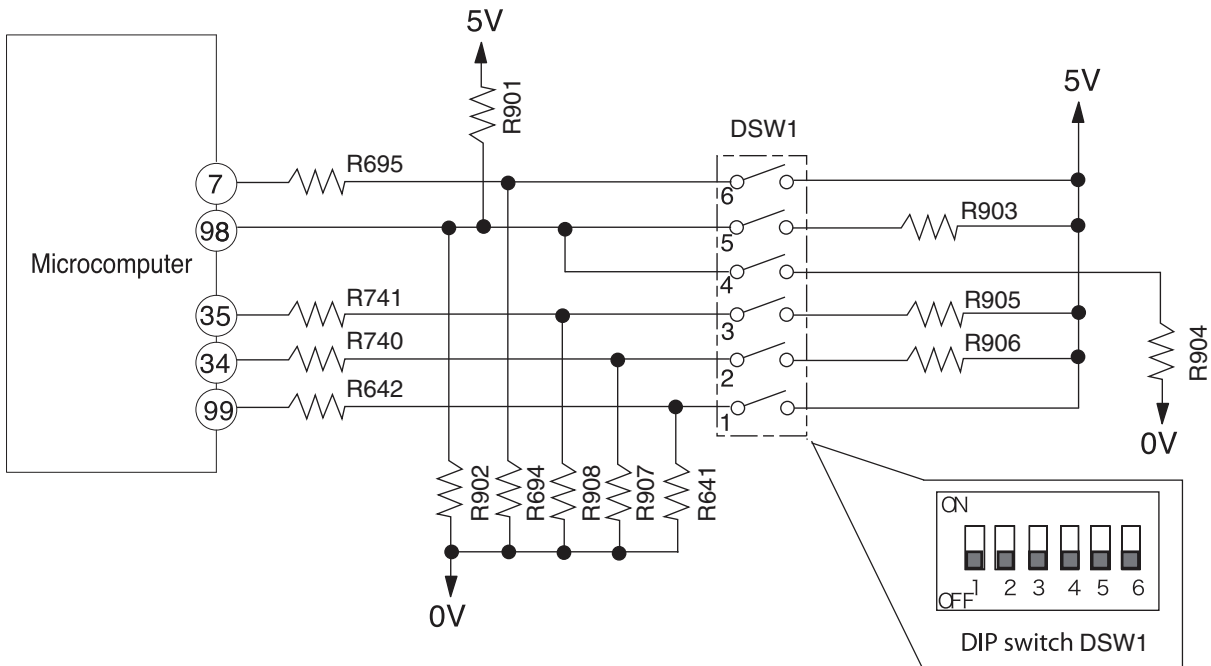 5V
R901
5V
DSW1
7
R695
6
98
R903
5
Microcomputer
4
35
R741
R905
3
34
R740
R906
2
R904
99
R642
1
0V
R902
R694
R908
R907
R641
ON
1 2 3 4 5 6
OFF
0V
DIP switch DSW1